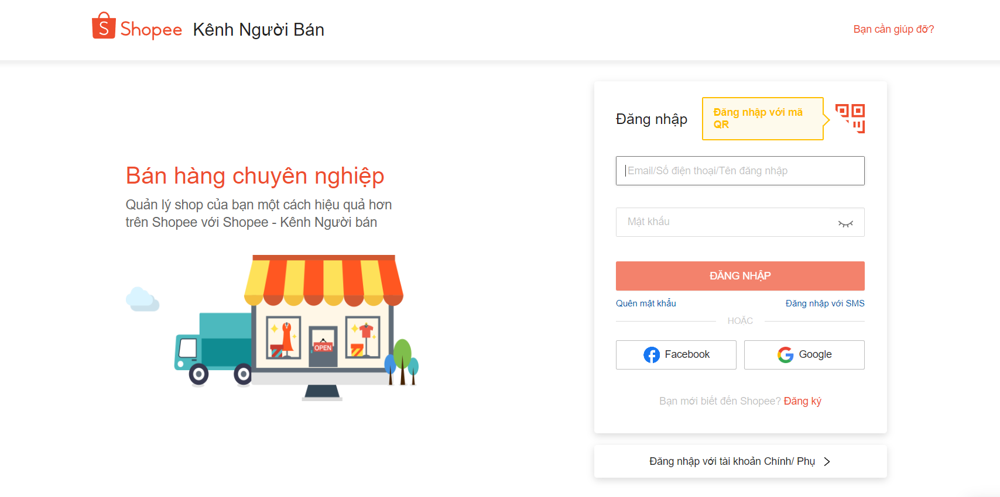 Shopee Kênh Người Bán
Bạn cần giúp đỡ?
Bán hàng chuyên nghiệp
Quản lý shop của bạn một cách hiệu quả hơn
trên Shopee với Shopee - Kênh Người bán
OPEN
Đăng nhập
Đăng nhập với mã
QR
Email/Số điện thoại/Tên đăng nhập
Mật khẩu
ĐĂNG NHẬP
Quên mật khẩu
Đăng nhập với SMS
HOẶC
Facebook
Google
Bạn mới biết đến Shopee? Đăng ký
Đăng nhập với tài khoản Chính/ Phụ